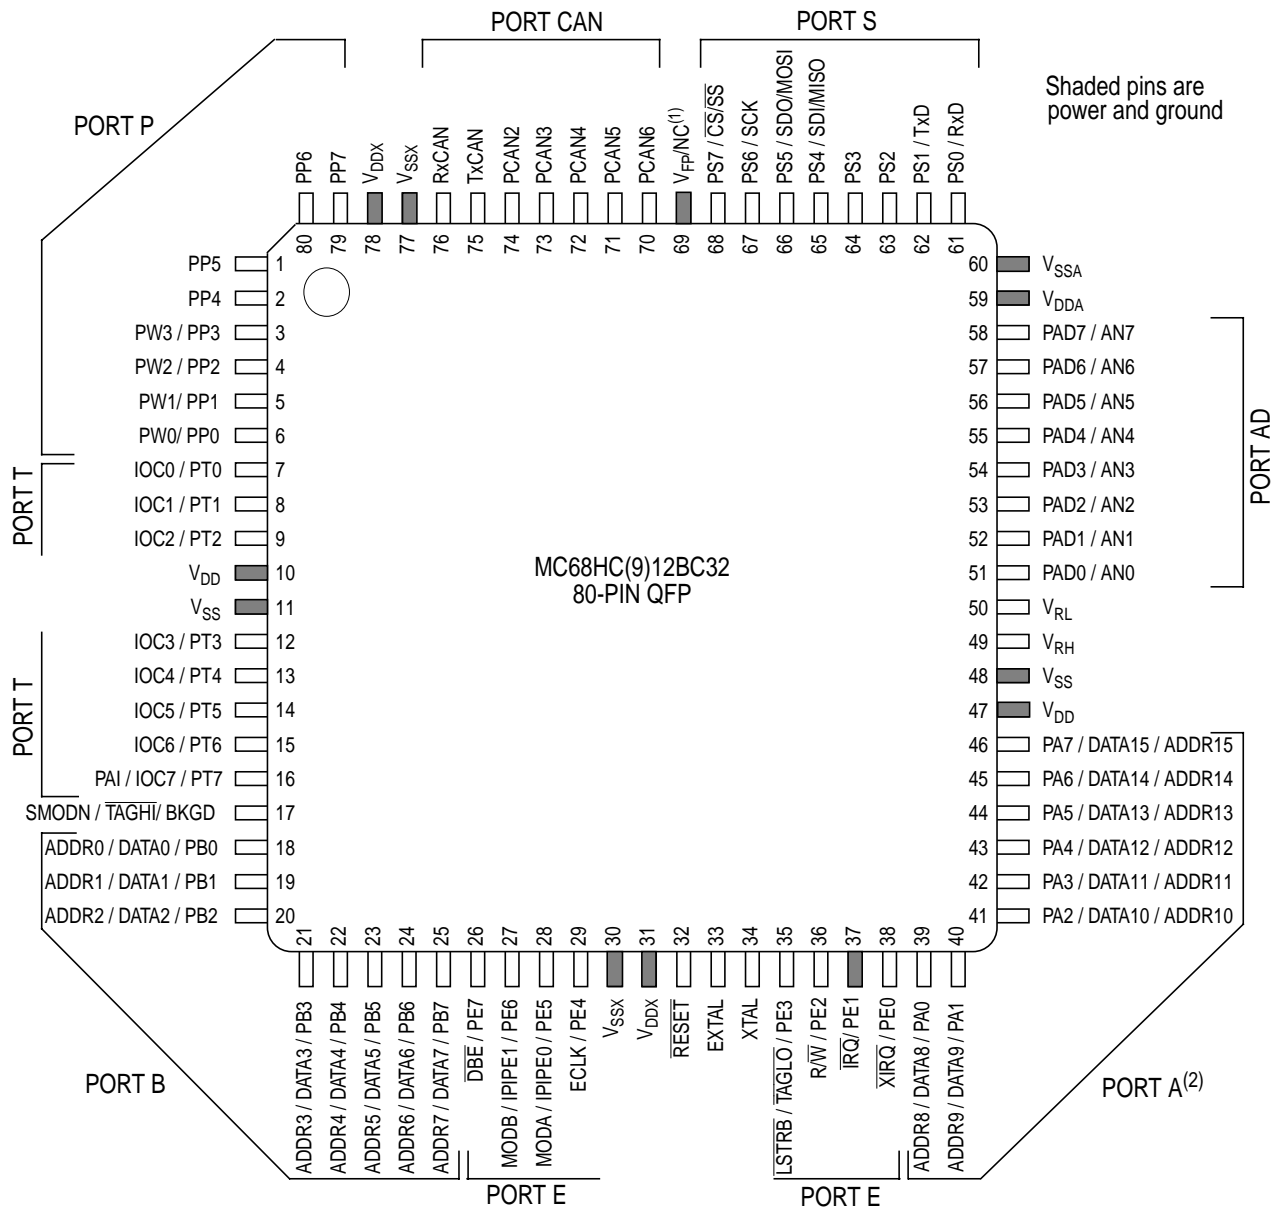 PORT CAN
PORT S
PORT P
Shaded pins are
power and ground
PP6
PP7
VDDX
VSSX
RxCAN
TxCAN
PCAN2
PCAN3
PCAN4
PCAN5
PCAN6
VFP/NC(1)
PS7 / CS/SS
PS6 / SCK
PS5 / SDO/MOSI
PS4 / SDI/MISO
PS3
PS2
PS1 / TxD
PS0 / RxD
80
79
78
77
76
75
74
73
72
71
70
69
68
67
66
65
64
63
62
61
PP5 1
PP4 2
PW3 / PP3 3
PW2 / PP2 4
PW1/ PP1 5
PW0/ PP0 6
IOC0 / PT0 7
IOC1 / PT1 8
IOC2 / PT2 9
VDD 10
VSS 11
IOC3 / PT3 12
IOC4 / PT4 13
IOC5 / PT5 14
IOC6 / PT6 15
PAI / IOC7 / PT7 16
SMODN / TAGHI/ BKGD 17
ADDR0 / DATA0 / PB0 18
ADDR1 / DATA1 / PB1 19
ADDR2 / DATA2 / PB2 20
PORT T
PORT T
MC68HC(9)12BC32
80-PIN QFP
60 VSSA
59 VDDA
58 PAD7 / AN7
57 PAD6 / AN6
56 PAD5 / AN5
55 PAD4 / AN4
54 PAD3 / AN3
53 PAD2 / AN2
52 PAD1 / AN1
51 PAD0 / AN0
50 VRL
49 VRH
48 VSS
47 VDD
46 PA7 / DATA15 / ADDR15
45 PA6 / DATA14 / ADDR14
44 PA5 / DATA13 / ADDR13
43 PA4 / DATA12 / ADDR12
42 PA3 / DATA11 / ADDR11
41 PA2 / DATA10 / ADDR10
PORT AD
21
22
23
24
25
26
27
28
29
30
31
32
33
34
35
36
37
38
39
40
ADDR3 / DATA3 / PB3
ADDR4 / DATA4 / PB4
ADDR5 / DATA5 / PB5
ADDR6 / DATA6 / PB6
ADDR7 / DATA7 / PB7
DBE / PE7
MODB / IPIPE1 / PE6
MODA / IPIPE0 / PE5
ECLK / PE4
VSSX
VDDX
RESET
EXTAL
XTAL
LSTRB / TAGLO / PE3
R/W / PE2
IRQ/ PE1
XIRQ / PE0
ADDR8 / DATA8 / PA0
ADDR9 / DATA9 / PA1
PORT B
PORT A(2)
PORT E
PORT E